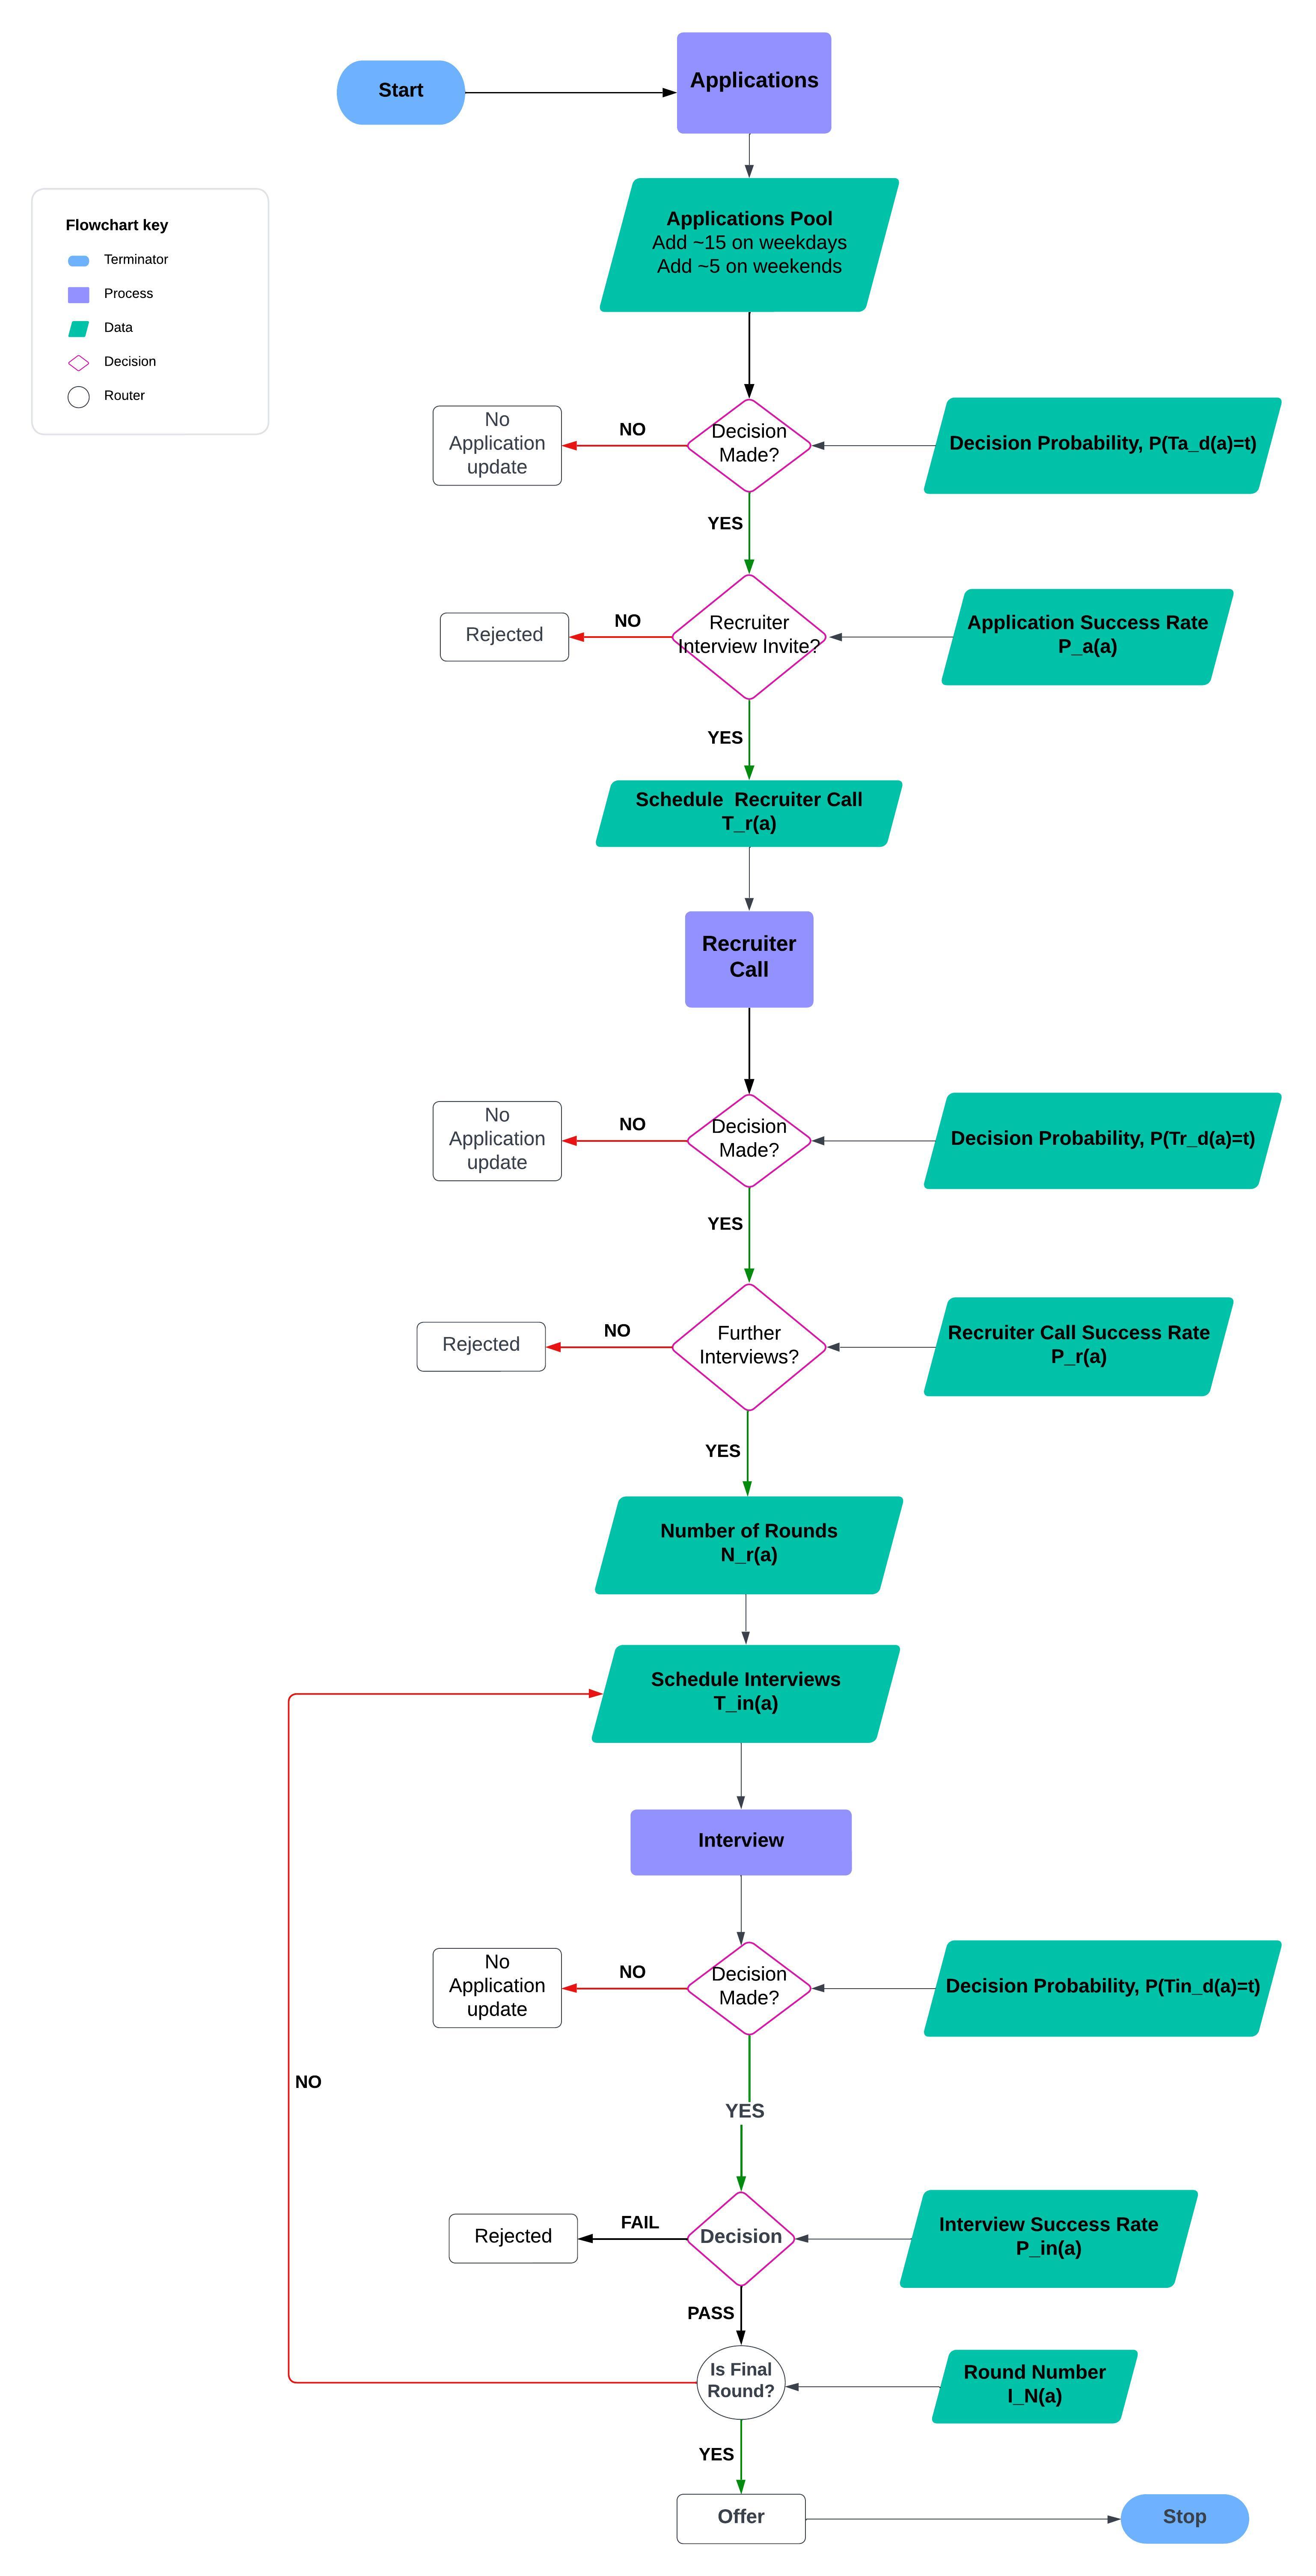 Start
Applications
Flowchart key
Terminator
Process
Data
Decision
Router
Applications Pool
Add ~15 on weekdays
Add ~5 on weekends
No
Application
update
NO
Decision
Made?
Decision Probability, P(Ta_d(a)=t)
YES
Rejected
NO
Recruiter
Interview Invite?
Application Success Rate
P_a(a)
YES
Schedule  Recruiter Call
T_r(a)
Recruiter
Call
No
Application
update
NO
Decision
Made?
Decision Probability, P(Tr_d(a)=t)
YES
Rejected
NO
Further
Interviews?
Recruiter Call Success Rate
P_r(a)
YES
Number of Rounds
N_r(a)
Schedule Interviews
T_in(a)
Interview
No
Application
update
NO
Decision
Made?
Decision Probability, P(Tin_d(a)=t)
NO
YES
Rejected
FAIL
Decision
Interview Success Rate
P_in(a)
PASS
Is Final
Round?
Round Number
I_N(a)
YES
Offer
Stop